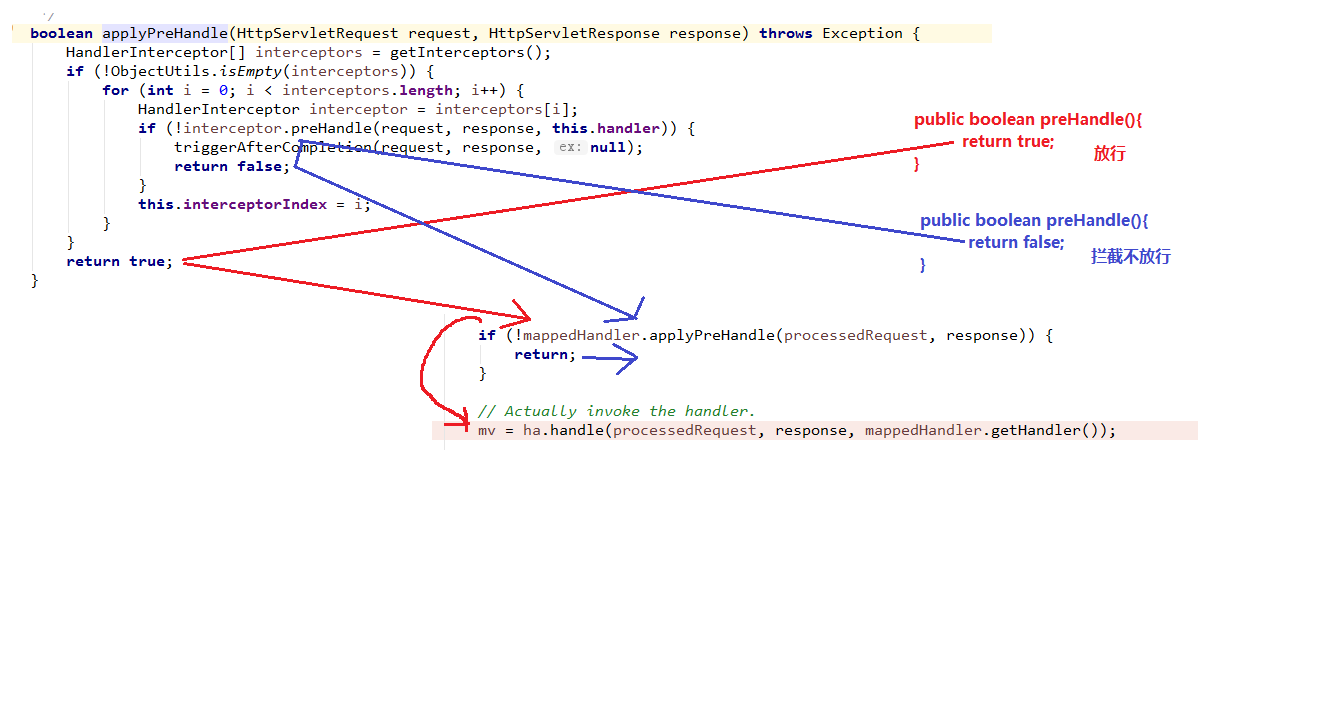 */
boolean applyPreHandle(HttpServletRequest request, HttpServletResponse response) throws Exception {
HandlerInterceptor[] interceptors = getInterceptors();
if (!ObjectUtils.isEmpty(interceptors)) {
for (int i = 0; i < interceptors.length; i++) {
HandlerInterceptor interceptor = interceptors[i];
if (!interceptor.preHandle(request, response, this.handler)) {
triggerAfterCompletion(request, response, ex: null);
return false;
}
this.interceptorIndex = i;
}
}
return true;
}
public boolean preHandle(){
return true;
放行
}
public boolean preHandle(){
return false;
拦截不放行
}
if (!mappedHandler.applyPreHandle(processedRequest, response)) {
return;
}
// Actually invoke the handler.
mv = ha.handle(processedRequest, response, mappedHandler.getHandler());